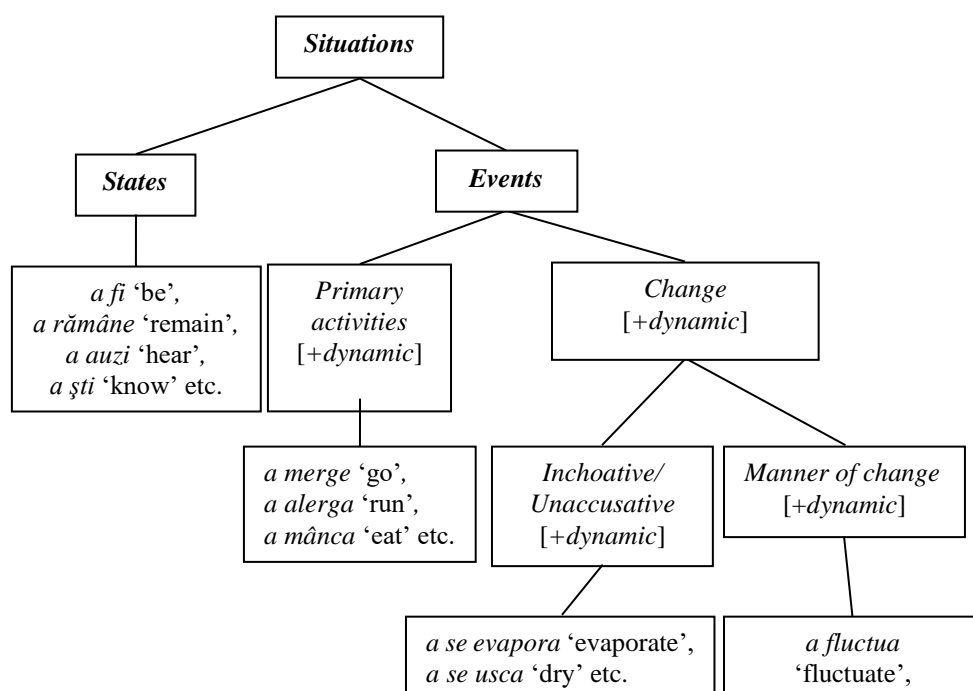 Situations
States
Events
a fi ‘be’,
a rămâne ‘remain’,
a auzi ‘hear’,
a şti ‘know’ etc.
Primary
activities
[+dynamic]
Change
[+dynamic]
a merge ‘go’,
a alerga ‘run’,
a mânca ‘eat’ etc.
Inchoative/
Unaccusative
[+dynamic]
Manner of change
[+dynamic]
a se evapora ‘evaporate’,
a se usca ‘dry’ etc.
a fluctua
‘fluctuate’,